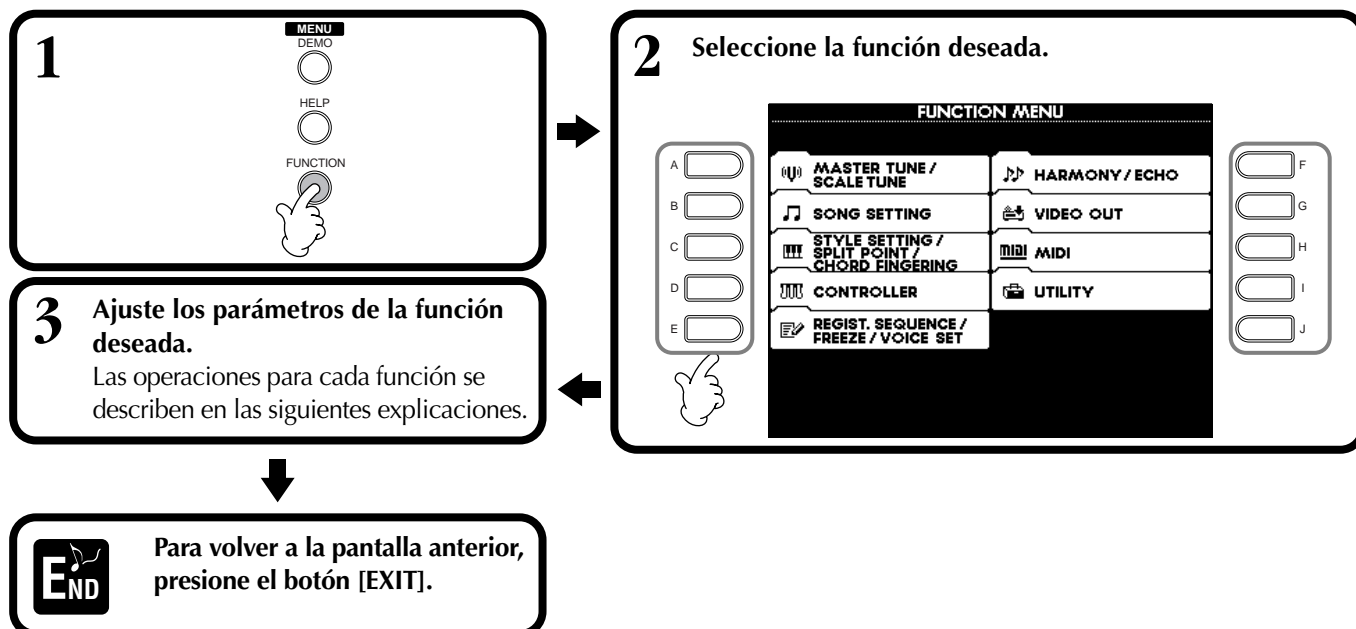 1
MENU
DEMO
HELP
FUNCTION
2 Seleccione la función deseada.
FUNCTION MENU
A
B
C
D
E
MASTER TUNE /
SCALE TUNE
SONG SETTING
STYLE SETTING /
SPLIT POINT /
CHORD FINGERING
CONTROLLER
REGIST. SEQUENCE /
FREEZE / VOICE SET
HARMONY / ECHO
VIDEO OUT
MIDI MIDI
UTILITY
F
G
H
I
J
3 Ajuste los parámetros de la función
deseada.
Las operaciones para cada función se
describen en las siguientes explicaciones.
END
Para volver a la pantalla anterior,
presione el botón [EXIT].